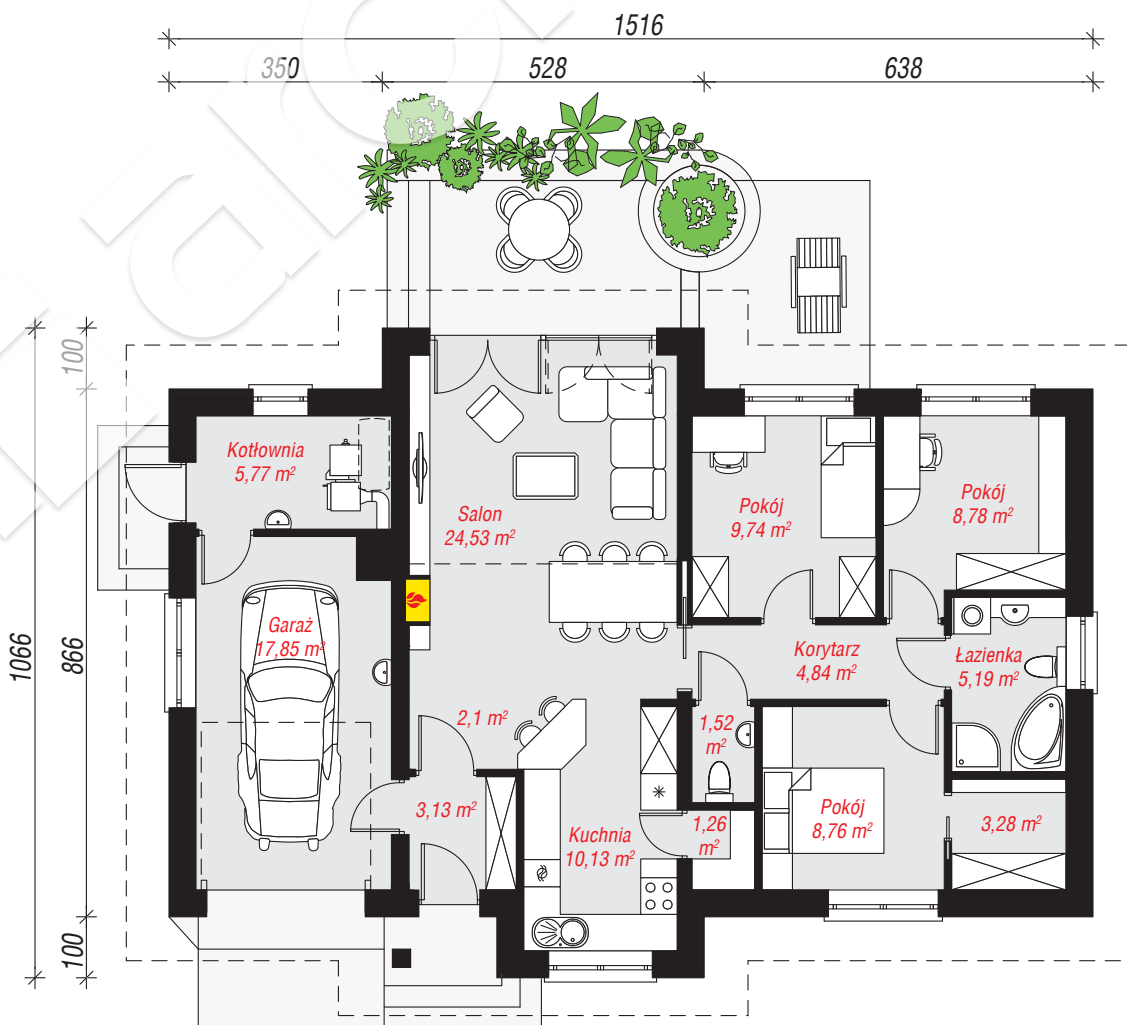 1516
350
528
638
1066
100
866
100
Kotłownia
5,77 m²
Salon
24,53 m²
Pokój
9,74 m²
Pokój
8,78 m²
Garaż
17,85 m²
Korytarz
4,84 m²
Łazienka
5,19 m²
2,1 m²
1,52
m²
3,13 m²
Kuchnia
10,13 m²
1,26
m²
Pokój
8,76 m²
3,28 m²